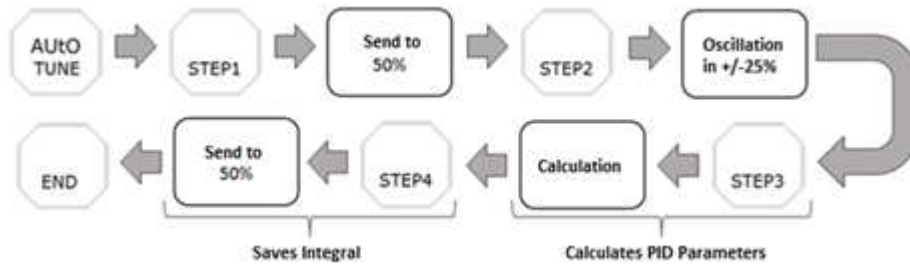 AUtO
TUNE
STEP1
Send to
50%
STEP2
Oscillation
in +/-25%
STEP3
Calculation
STEP4
Send to
50%
END
Saves Integral
Calculates PID Parameters